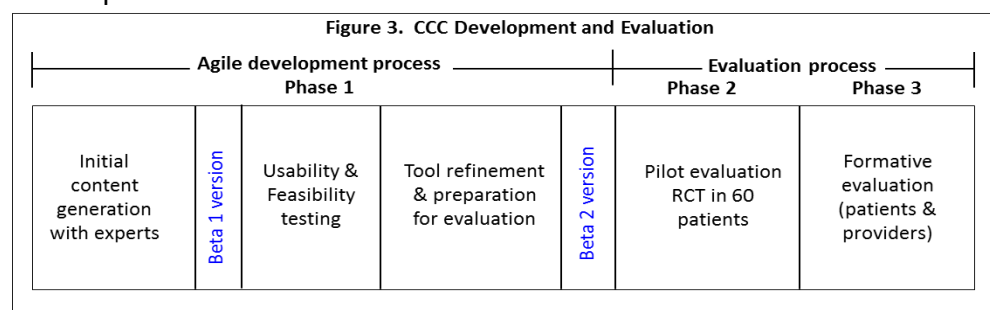 Figure 3. CCC Development and Evaluation
Agile development process
Evaluation process
Phase 1
Phase 2
Phase 3
Initial
content
generation
with experts
Beta 1 version
Usability &
Feasibility
testing
Tool refinement
& preparation
for evaluation
Beta 2 version
Pilot evaluation
RCT in 60
patients
Formative
evaluation
(patients &
providers)